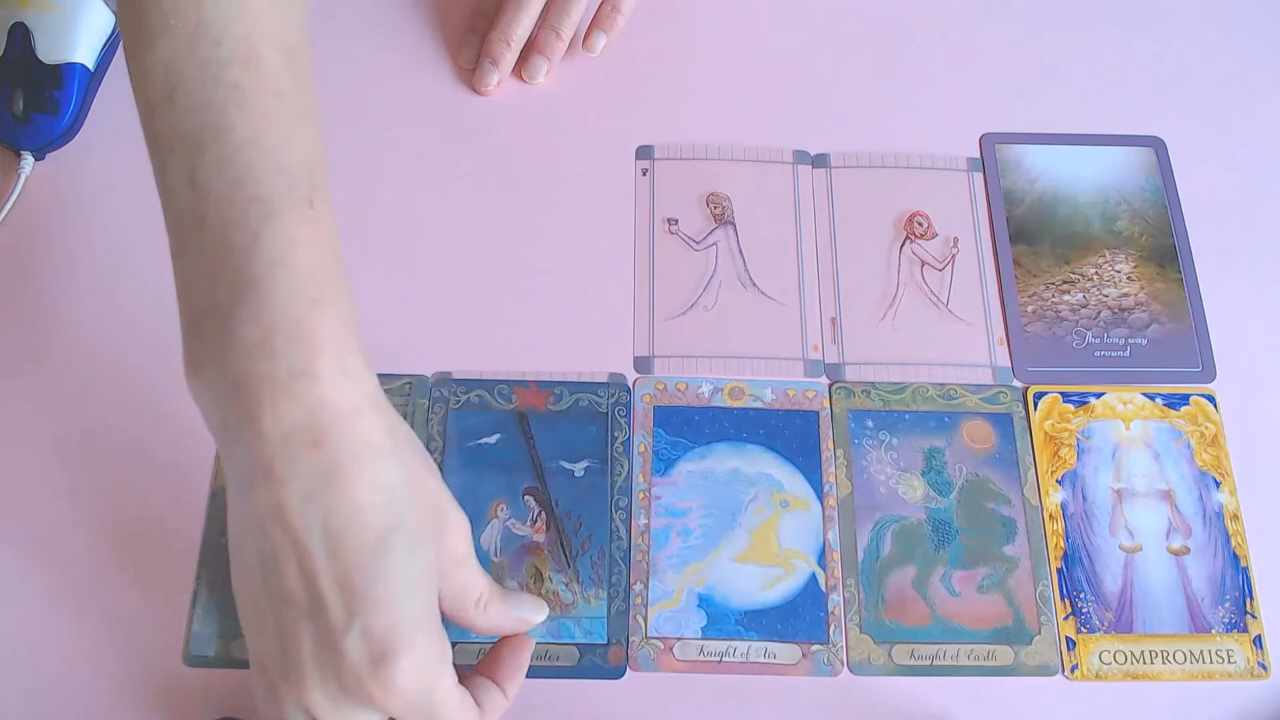 The long way
around
Knight of Air
Knight of Earth
COMPROMISE